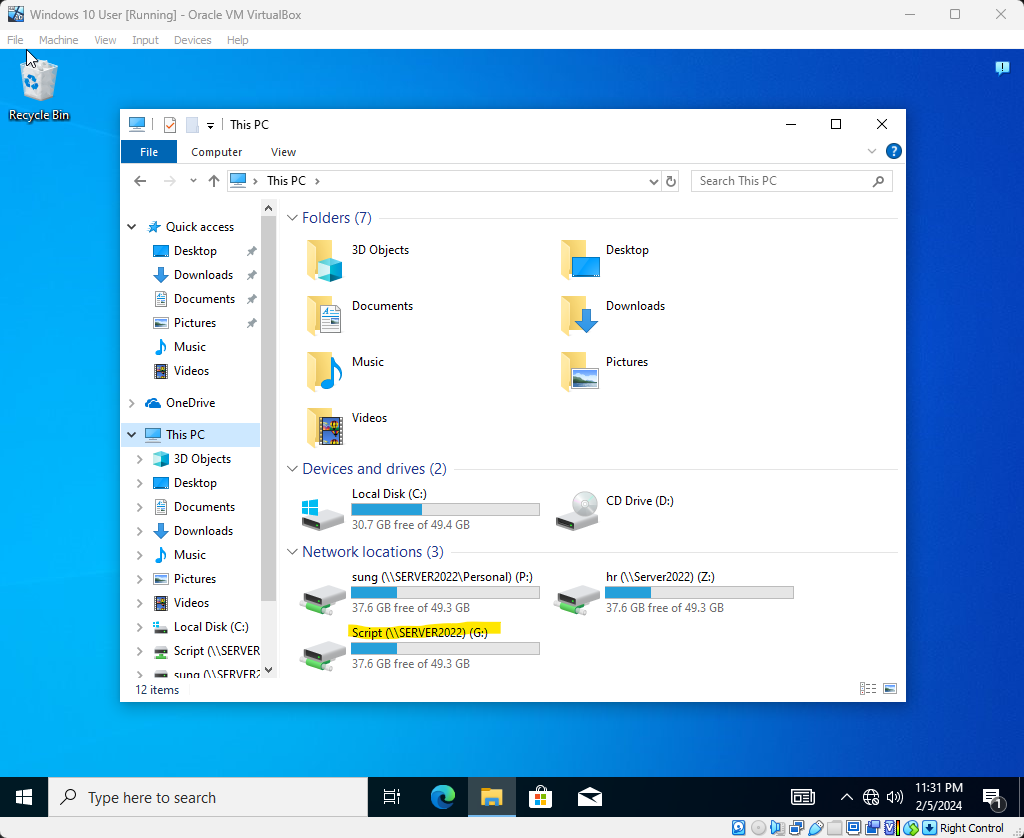 Windows 10 User [Running] - Oracle VM VirtualBox
File Machine View Input Devices Help
Recycle Bin
This PC
File Computer View
This PC
Search This PC
Quick access
Desktop
Downloads
Documents
Pictures
Music
Videos
OneDrive
This PC
3D Objects
Desktop
Documents
Downloads
Music
Pictures
Videos
Local Disk (C:)
Script (\\SERVER
sung (\\SERVER2
Folders (7)
3D Objects
Desktop
Documents
Downloads
Music
Pictures
Videos
Devices and drives (2)
Local Disk (C:)
30.7 GB free of 49.4 GB
CD Drive (D:)
Network locations (3)
sung (\\SERVER2022\Personal) (P:)
37.6 GB free of 49.3 GB
hr (\\Server2022) (Z:)
37.6 GB free of 49.3 GB
Script (\\SERVER2022) (G:)
37.6 GB free of 49.3 GB
12 items
Type here to search
11:31 PM
2/5/2024
1
Right Control